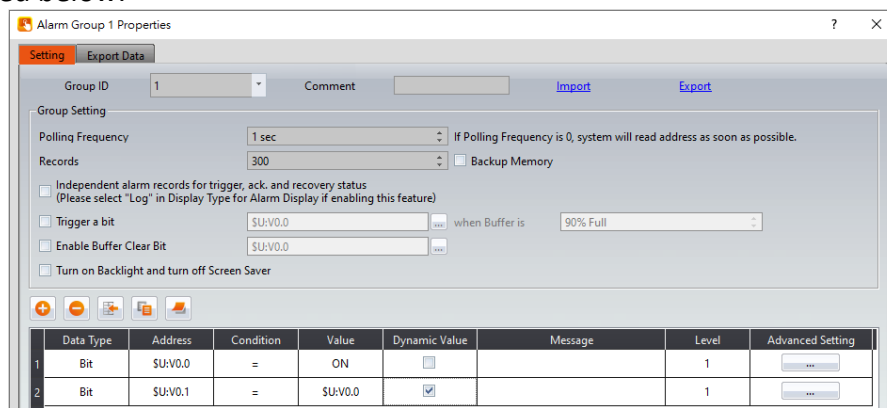 Alarm Group 1 Properties ? ×
Setting Export Data
Group ID 1 Comment Import Export
Group Setting
Polling Frequency 1 sec If Polling Frequency is 0, system will read address as soon as possible.
Records 300 Backup Memory
Independent alarm records for trigger, ack. and recovery status
(Please select "Log" in Display Type for Alarm Display if enabling this feature)
Trigger a bit $U:V0.0 ... when Buffer is 90% Full
Enable Buffer Clear Bit $U:V0.0 ...
Turn on Backlight and turn off Screen Saver
Data Type Address Condition Value Dynamic Value Message Level Advanced Setting
1 Bit $U:V0.0 = ON 1 ...
2 Bit $U:V0.1 = $U:V0.0 1 ...